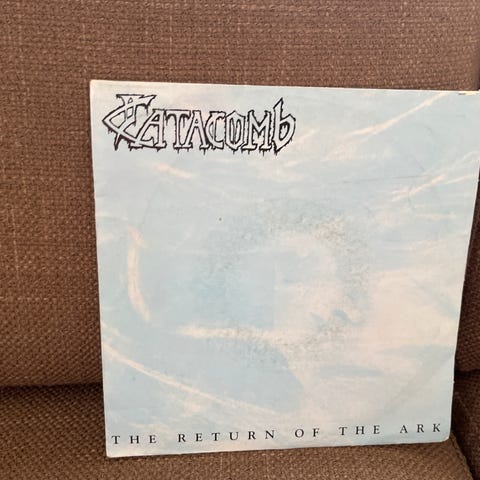 Catacomb
THE RETURN OF THE ARK